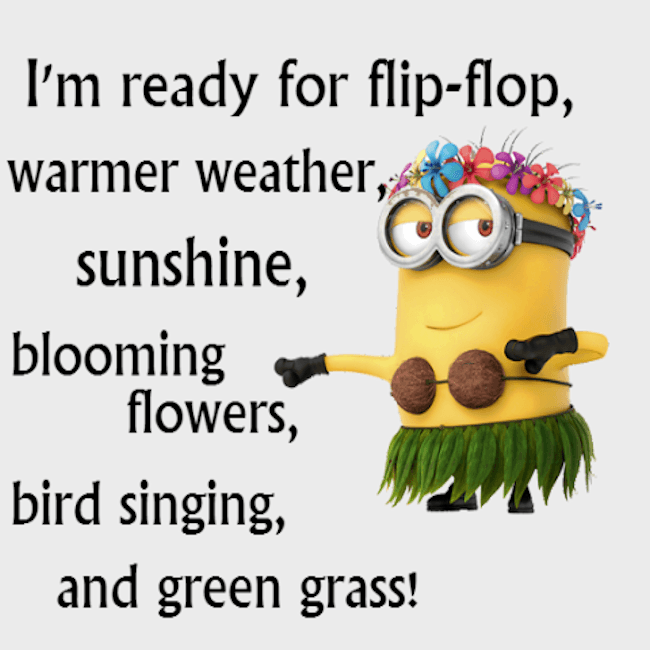 I'm ready for flip-flop,
warmer weather,
sunshine,
blooming
flowers,
bird singing,
and green grass!